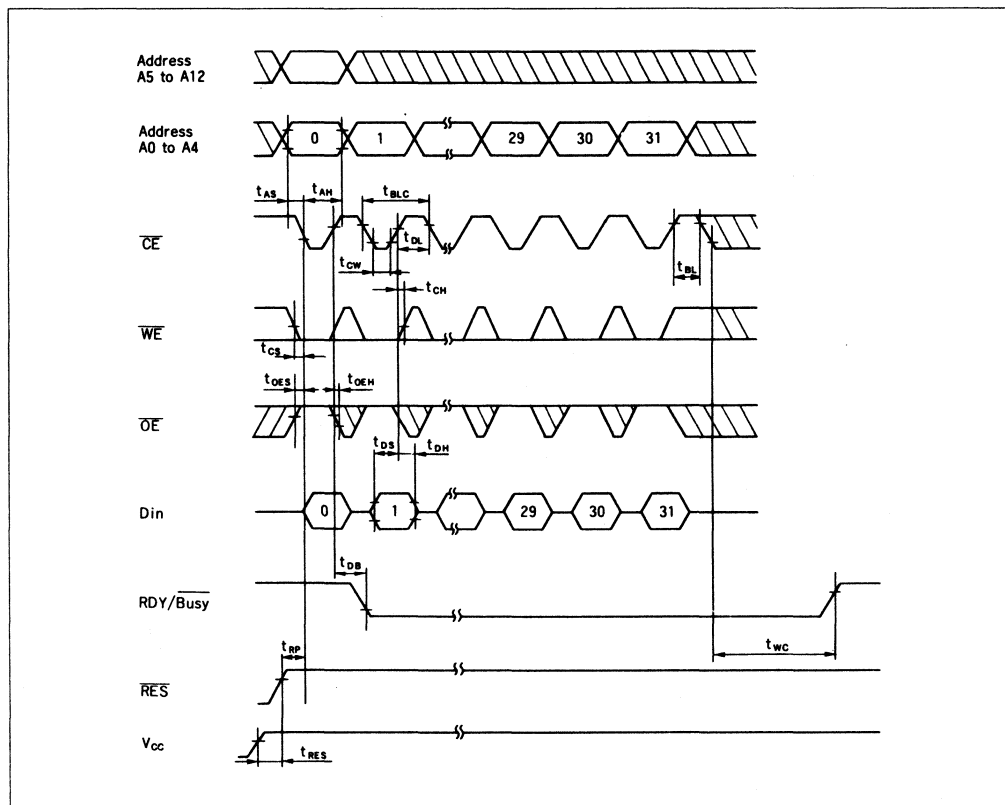 Address
A5 to A12
Address
A0 to A4
0 1 29 30 31
tAS tAH tBLC
CE
tDL
tCW
tBL
tCH
WE
tCS
tOES tOEH
OE
tDS tDH
Din
0 1 29 30 31
tDB
RDY/Busy
tWC
tRP
RES
VCC
tRES